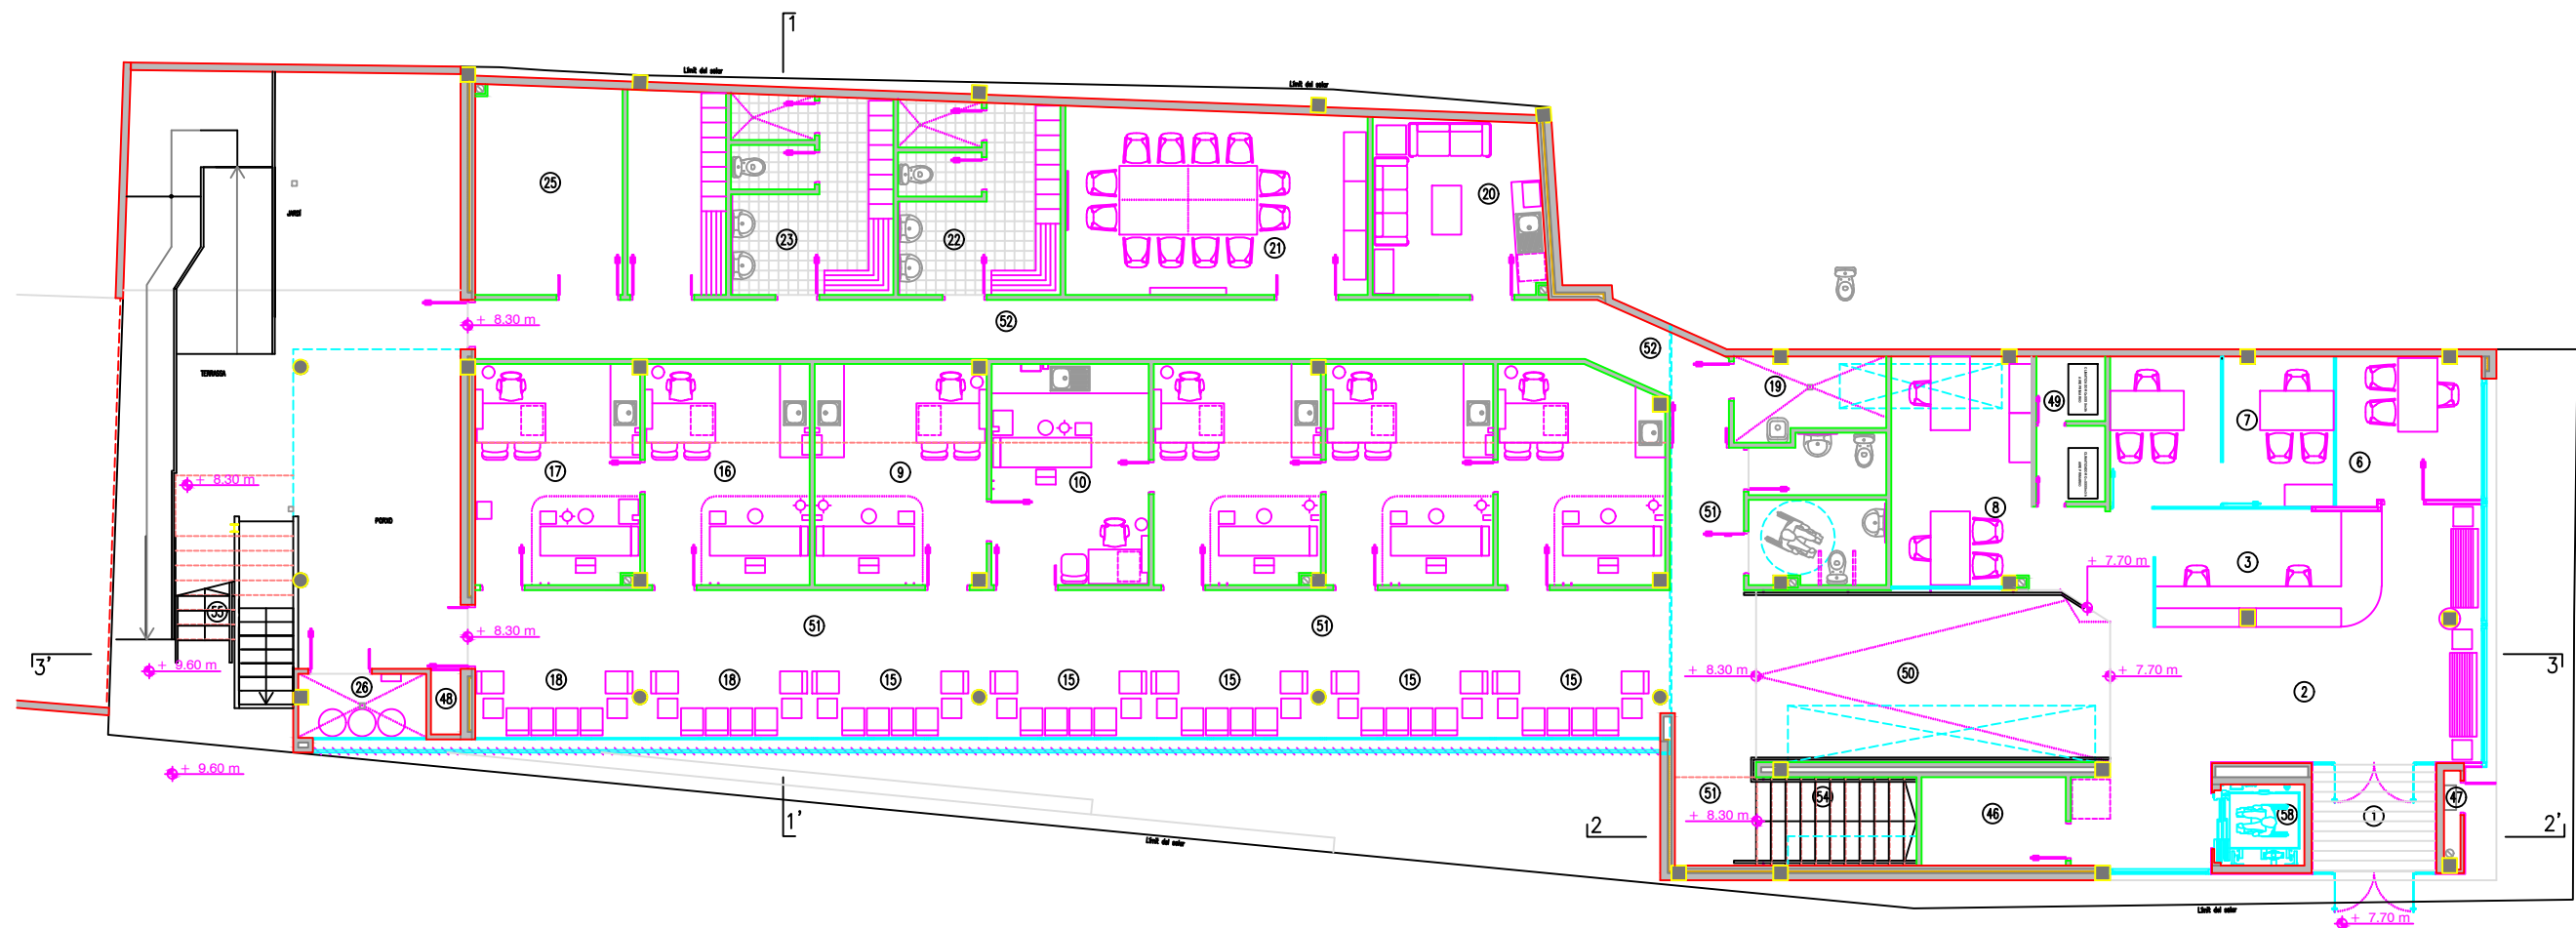 1
Límit del solar
Límit del solar
25
23
22
21
20
JARDÍ
+ 8.30 m
52
52
TERRASSA
19
49
7
6
17
16
9
10
8
51
+ 8.30 m
PORXO
3
+ 7.70 m
55
51
51
+ 8.30 m
3'
+ 9.60 m
26
48
18
18
15
15
15
15
15
+ 8.30 m
50
+ 7.70 m
2
3
+ 9.60 m
51
54
46
58
1
47
+ 8.30 m
1'
2
2'
Límit del solar
Límit del solar
+ 7.70 m